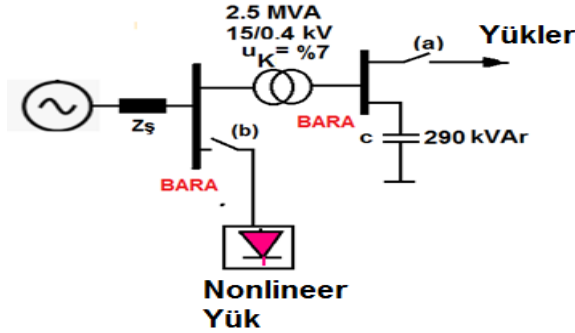 2.5 MVA
15/0.4 kV
uK = %7
(a)
Yükler
Zş
(b)
BARA
c
290 kVAr
BARA
Nonlineer
Yük